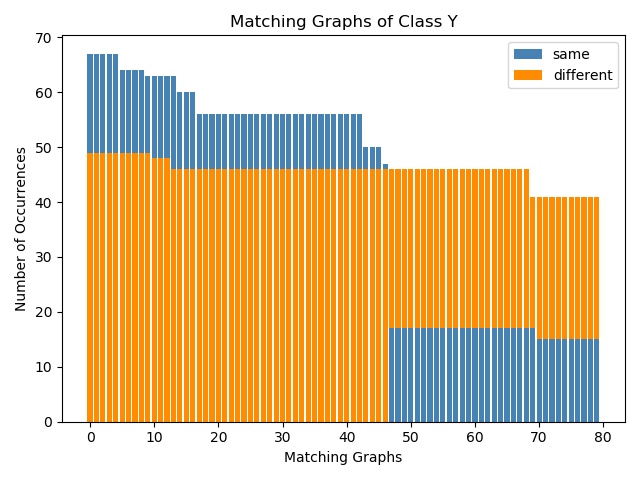 Matching Graphs of Class Y
same
different
Number of Occurrences
70
60
50
40
30
20
10
0
0 10 20 30 40 50 60 70 80
Matching Graphs